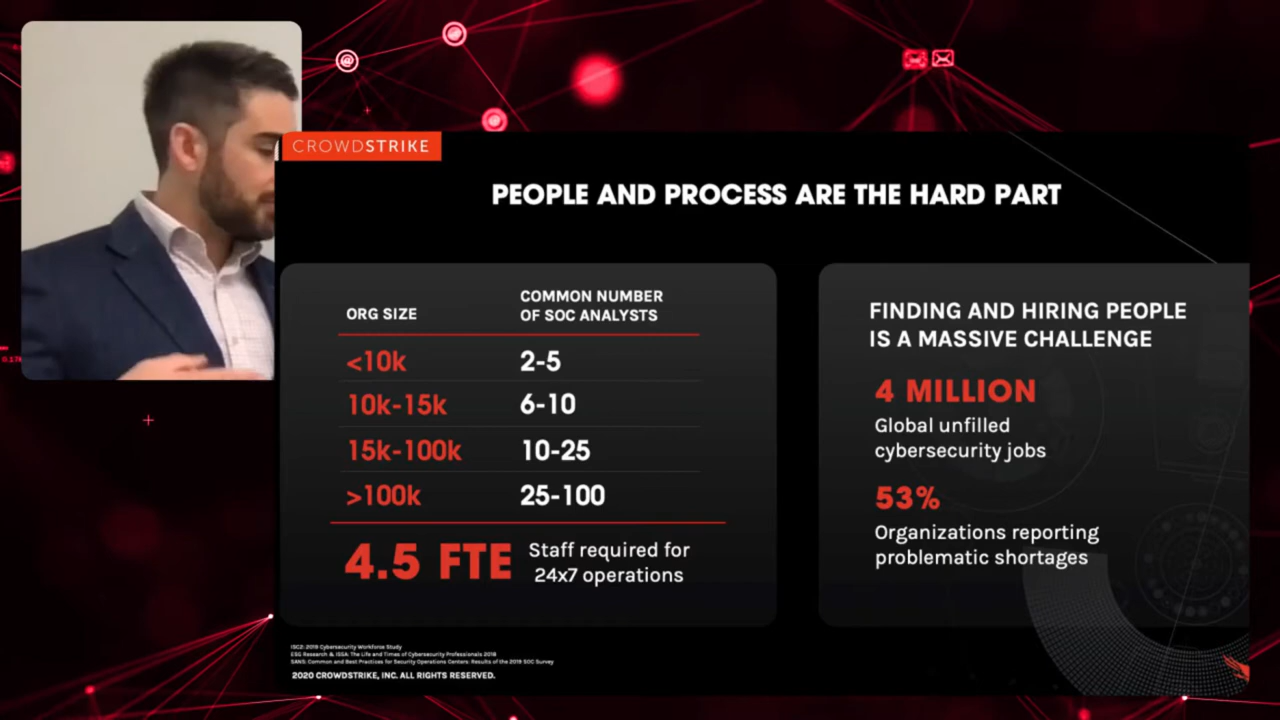 CROWDSTRIKE
PEOPLE AND PROCESS ARE THE HARD PART
ORG SIZE
COMMON NUMBER
OF SOC ANALYSTS
<10k 2-5
10k-15k 6-10
15k-100k 10-25
>100k 25-100
4.5 FTE
Staff required for
24x7 operations
FINDING AND HIRING PEOPLE
IS A MASSIVE CHALLENGE
4 MILLION
Global unfilled
cybersecurity jobs
53%
Organizations reporting
problematic shortages
ISC2: 2019 Cybersecurity Workforce Study
ESG Research & ISSA: The Life and Times of Cybersecurity Professionals 2018
SANS: Common and Best Practices for Security Operations Centers: Results of the 2019 SOC Survey
2020 CROWDSTRIKE, INC. ALL RIGHTS RESERVED.